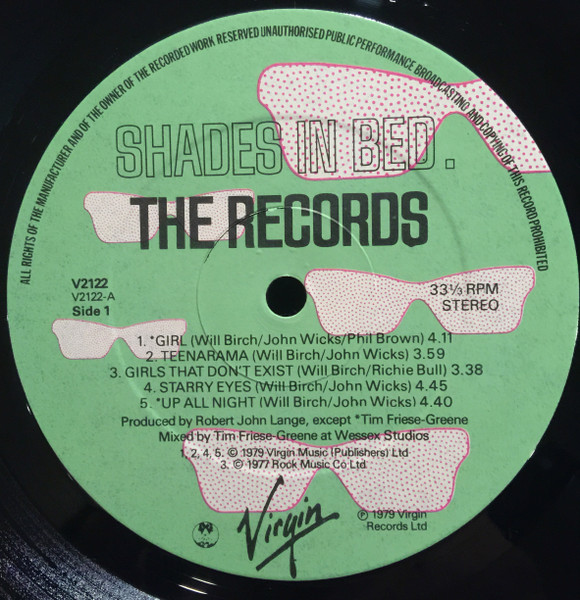 ALL RIGHTS OF THE MANUFACTURER AND OF THE OWNER OF THE RECORDED WORK RESERVED UNAUTHORISED PUBLIC PERFORMANCE BROADCASTING AND COPYING OF THIS RECORD PROHIBITED
SHADES IN BED.
THE RECORDS
V2122
V2122-A
Side 1
33⅓ RPM
STEREO
1. *GIRL (Will Birch/John Wicks/Phil Brown) 4.11
2. TEENARAMA (Will Birch/John Wicks) 3.59
3. GIRLS THAT DON'T EXIST (Will Birch/Richie Bull) 3.38
4. STARRY EYES (Will Birch/John Wicks) 4.45
5. *UP ALL NIGHT (Will Birch/John Wicks) 4.40
Produced by Robert John Lange, except *Tim Friese-Greene
Mixed by Tim Friese-Greene at Wessex Studios
1, 2, 4, 5. © 1979 Virgin Music (Publishers) Ltd
3. © 1977 Rock Music Co Ltd
Virgin
℗ 1979 Virgin
Records Ltd